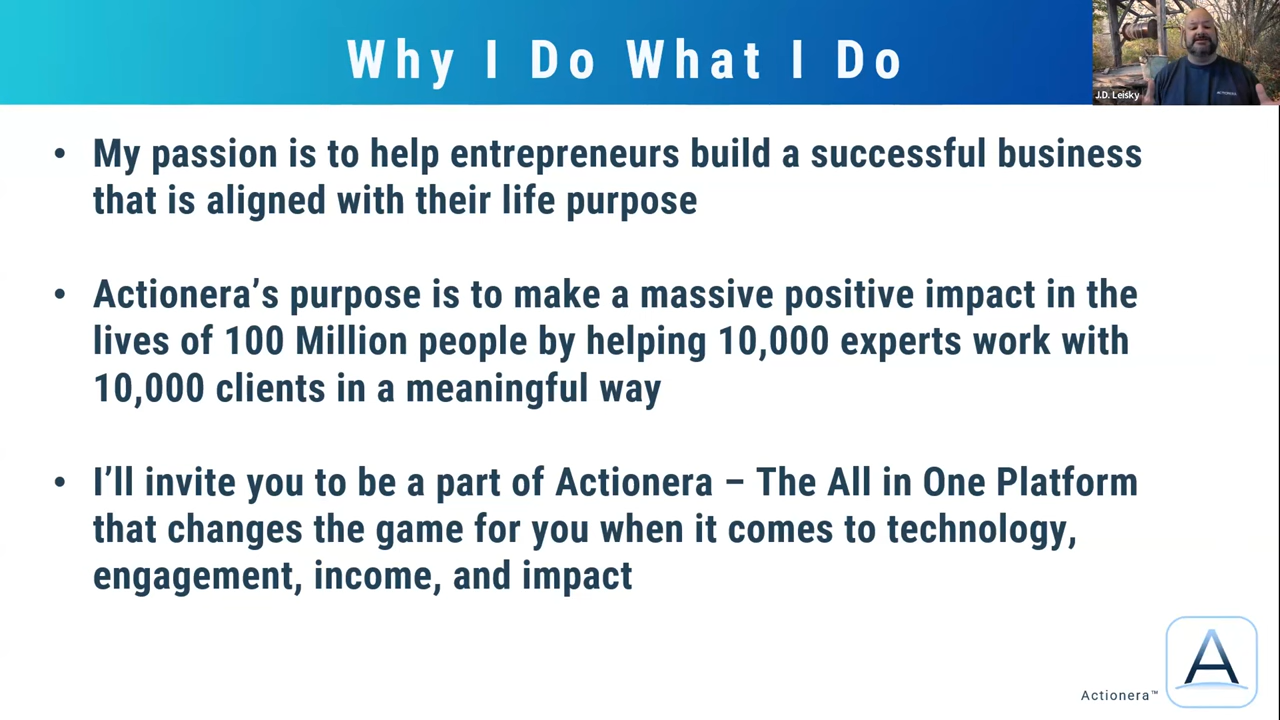 Why I Do What I Do
J.D. Leisky
• My passion is to help entrepreneurs build a successful business
that is aligned with their life purpose
• Actionera’s purpose is to make a massive positive impact in the
lives of 100 Million people by helping 10,000 experts work with
10,000 clients in a meaningful way
• I’ll invite you to be a part of Actionera – The All in One Platform
that changes the game for you when it comes to technology,
engagement, income, and impact
Actionera™
A